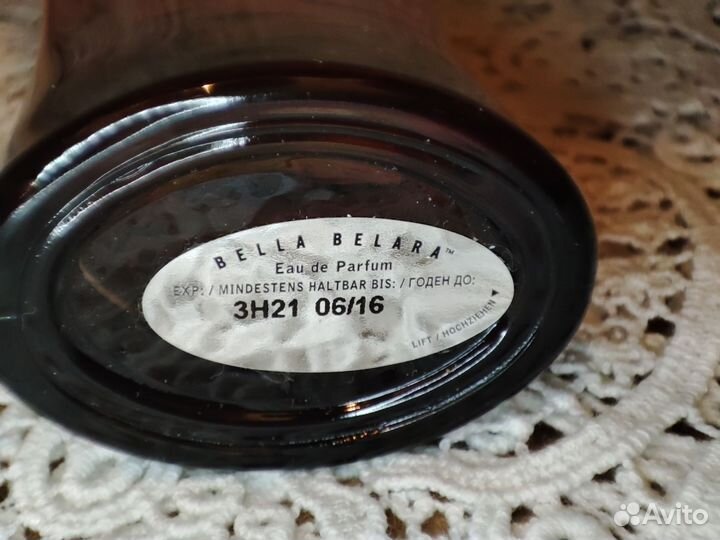 BELLA BELARA™
Eau de Parfum
EXP: / MINDESTENS HALTBAR BIS: / ГОДЕН ДО:
3H21 06/16
LIFT / HOCHZIEHEN
Avito